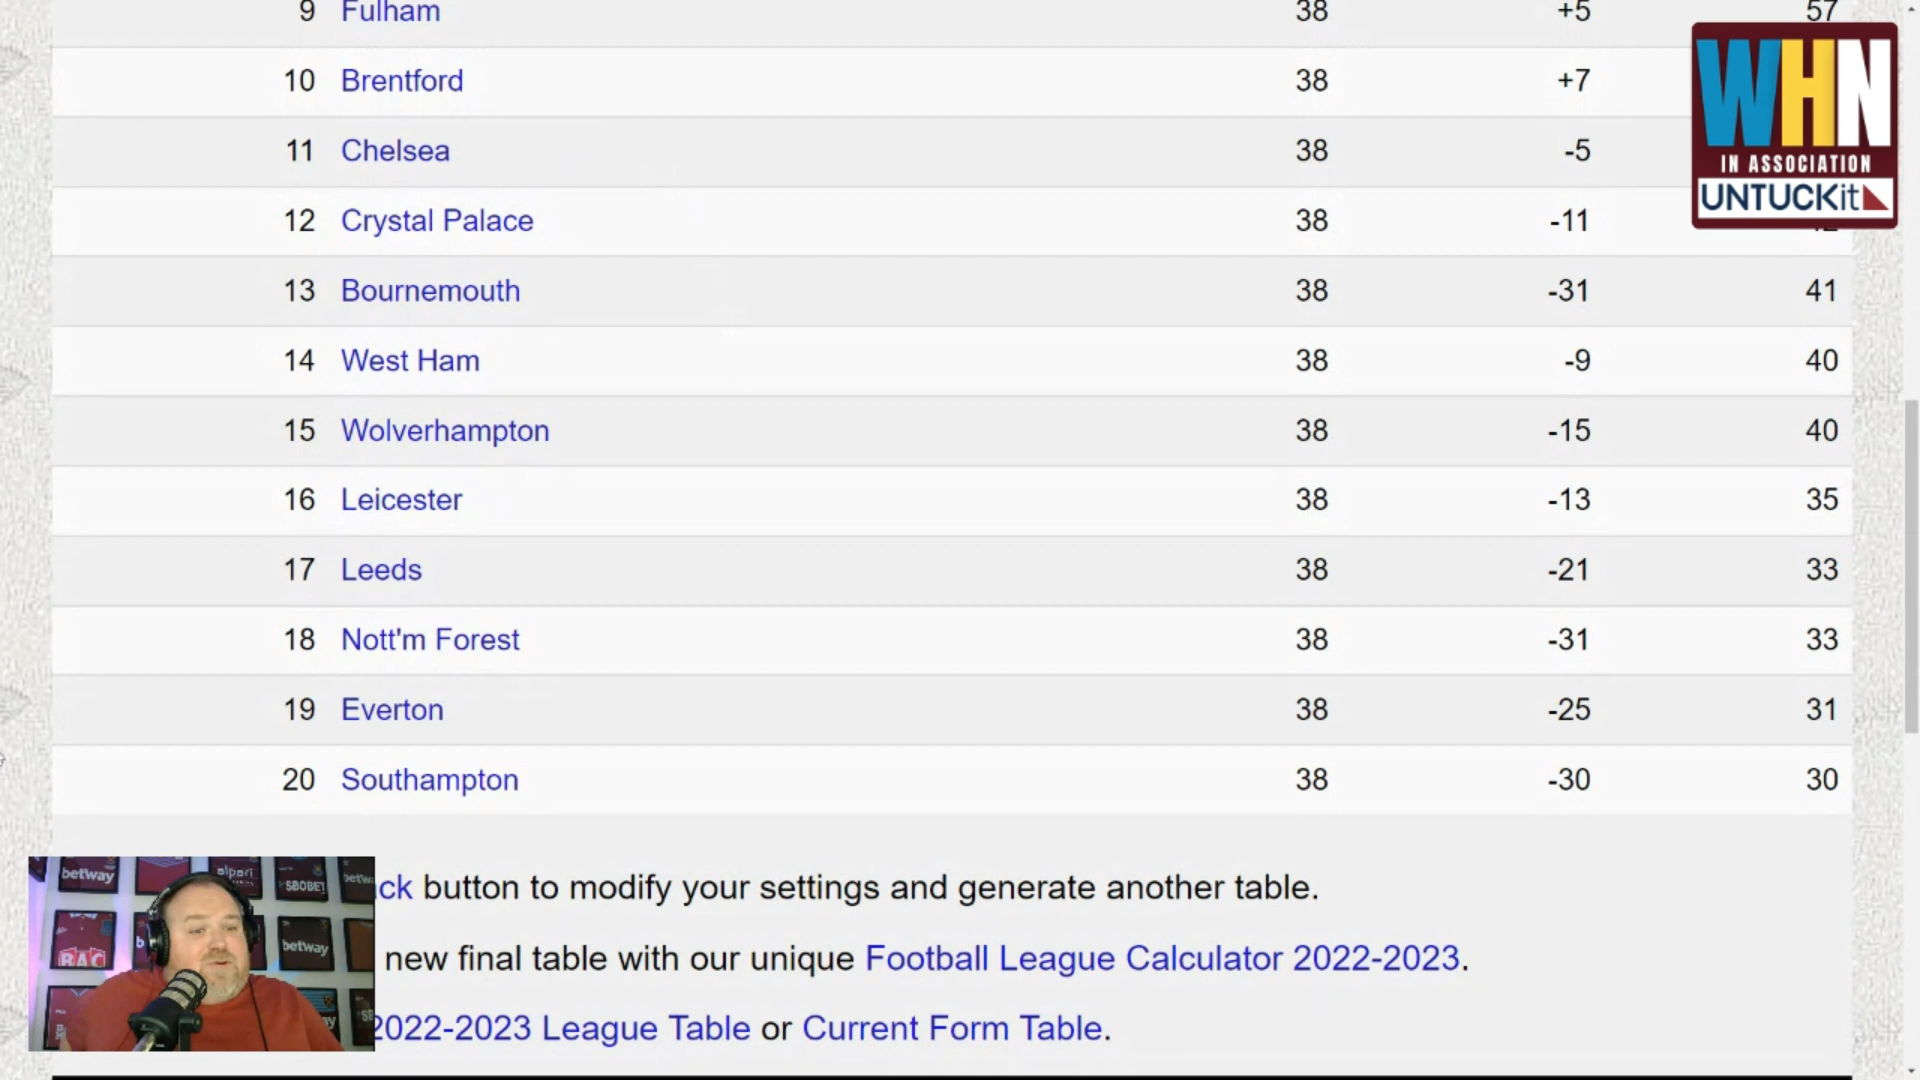 9 Fulham 38 +5 57
10 Brentford 38 +7
11 Chelsea 38 -5
12 Crystal Palace 38 -11
13 Bournemouth 38 -31 41
14 West Ham 38 -9 40
15 Wolverhampton 38 -15 40
16 Leicester 38 -13 35
17 Leeds 38 -21 33
18 Nott'm Forest 38 -31 33
19 Everton 38 -25 31
20 Southampton 38 -30 30
WHN
IN ASSOCIATION
UNTUCKit
ck button to modify your settings and generate another table.
new final table with our unique Football League Calculator 2022-2023.
2022-2023 League Table or Current Form Table.
betway
alpari
SBOBET
betw
betway